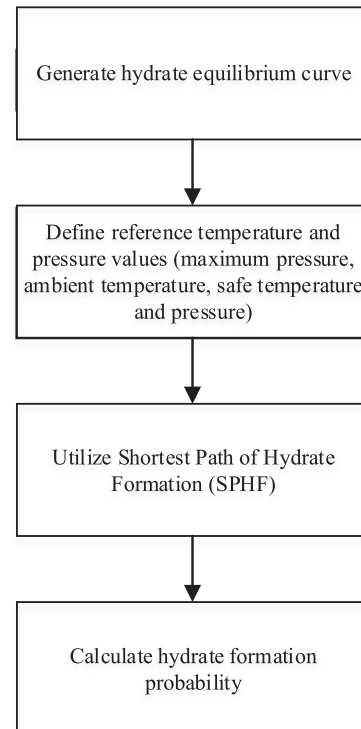 Generate hydrate equilibrium curve
Define reference temperature and
pressure values (maximum pressure,
ambient temperature, safe temperature
and pressure)
Utilize Shortest Path of Hydrate
Formation (SPHF)
Calculate hydrate formation
probability